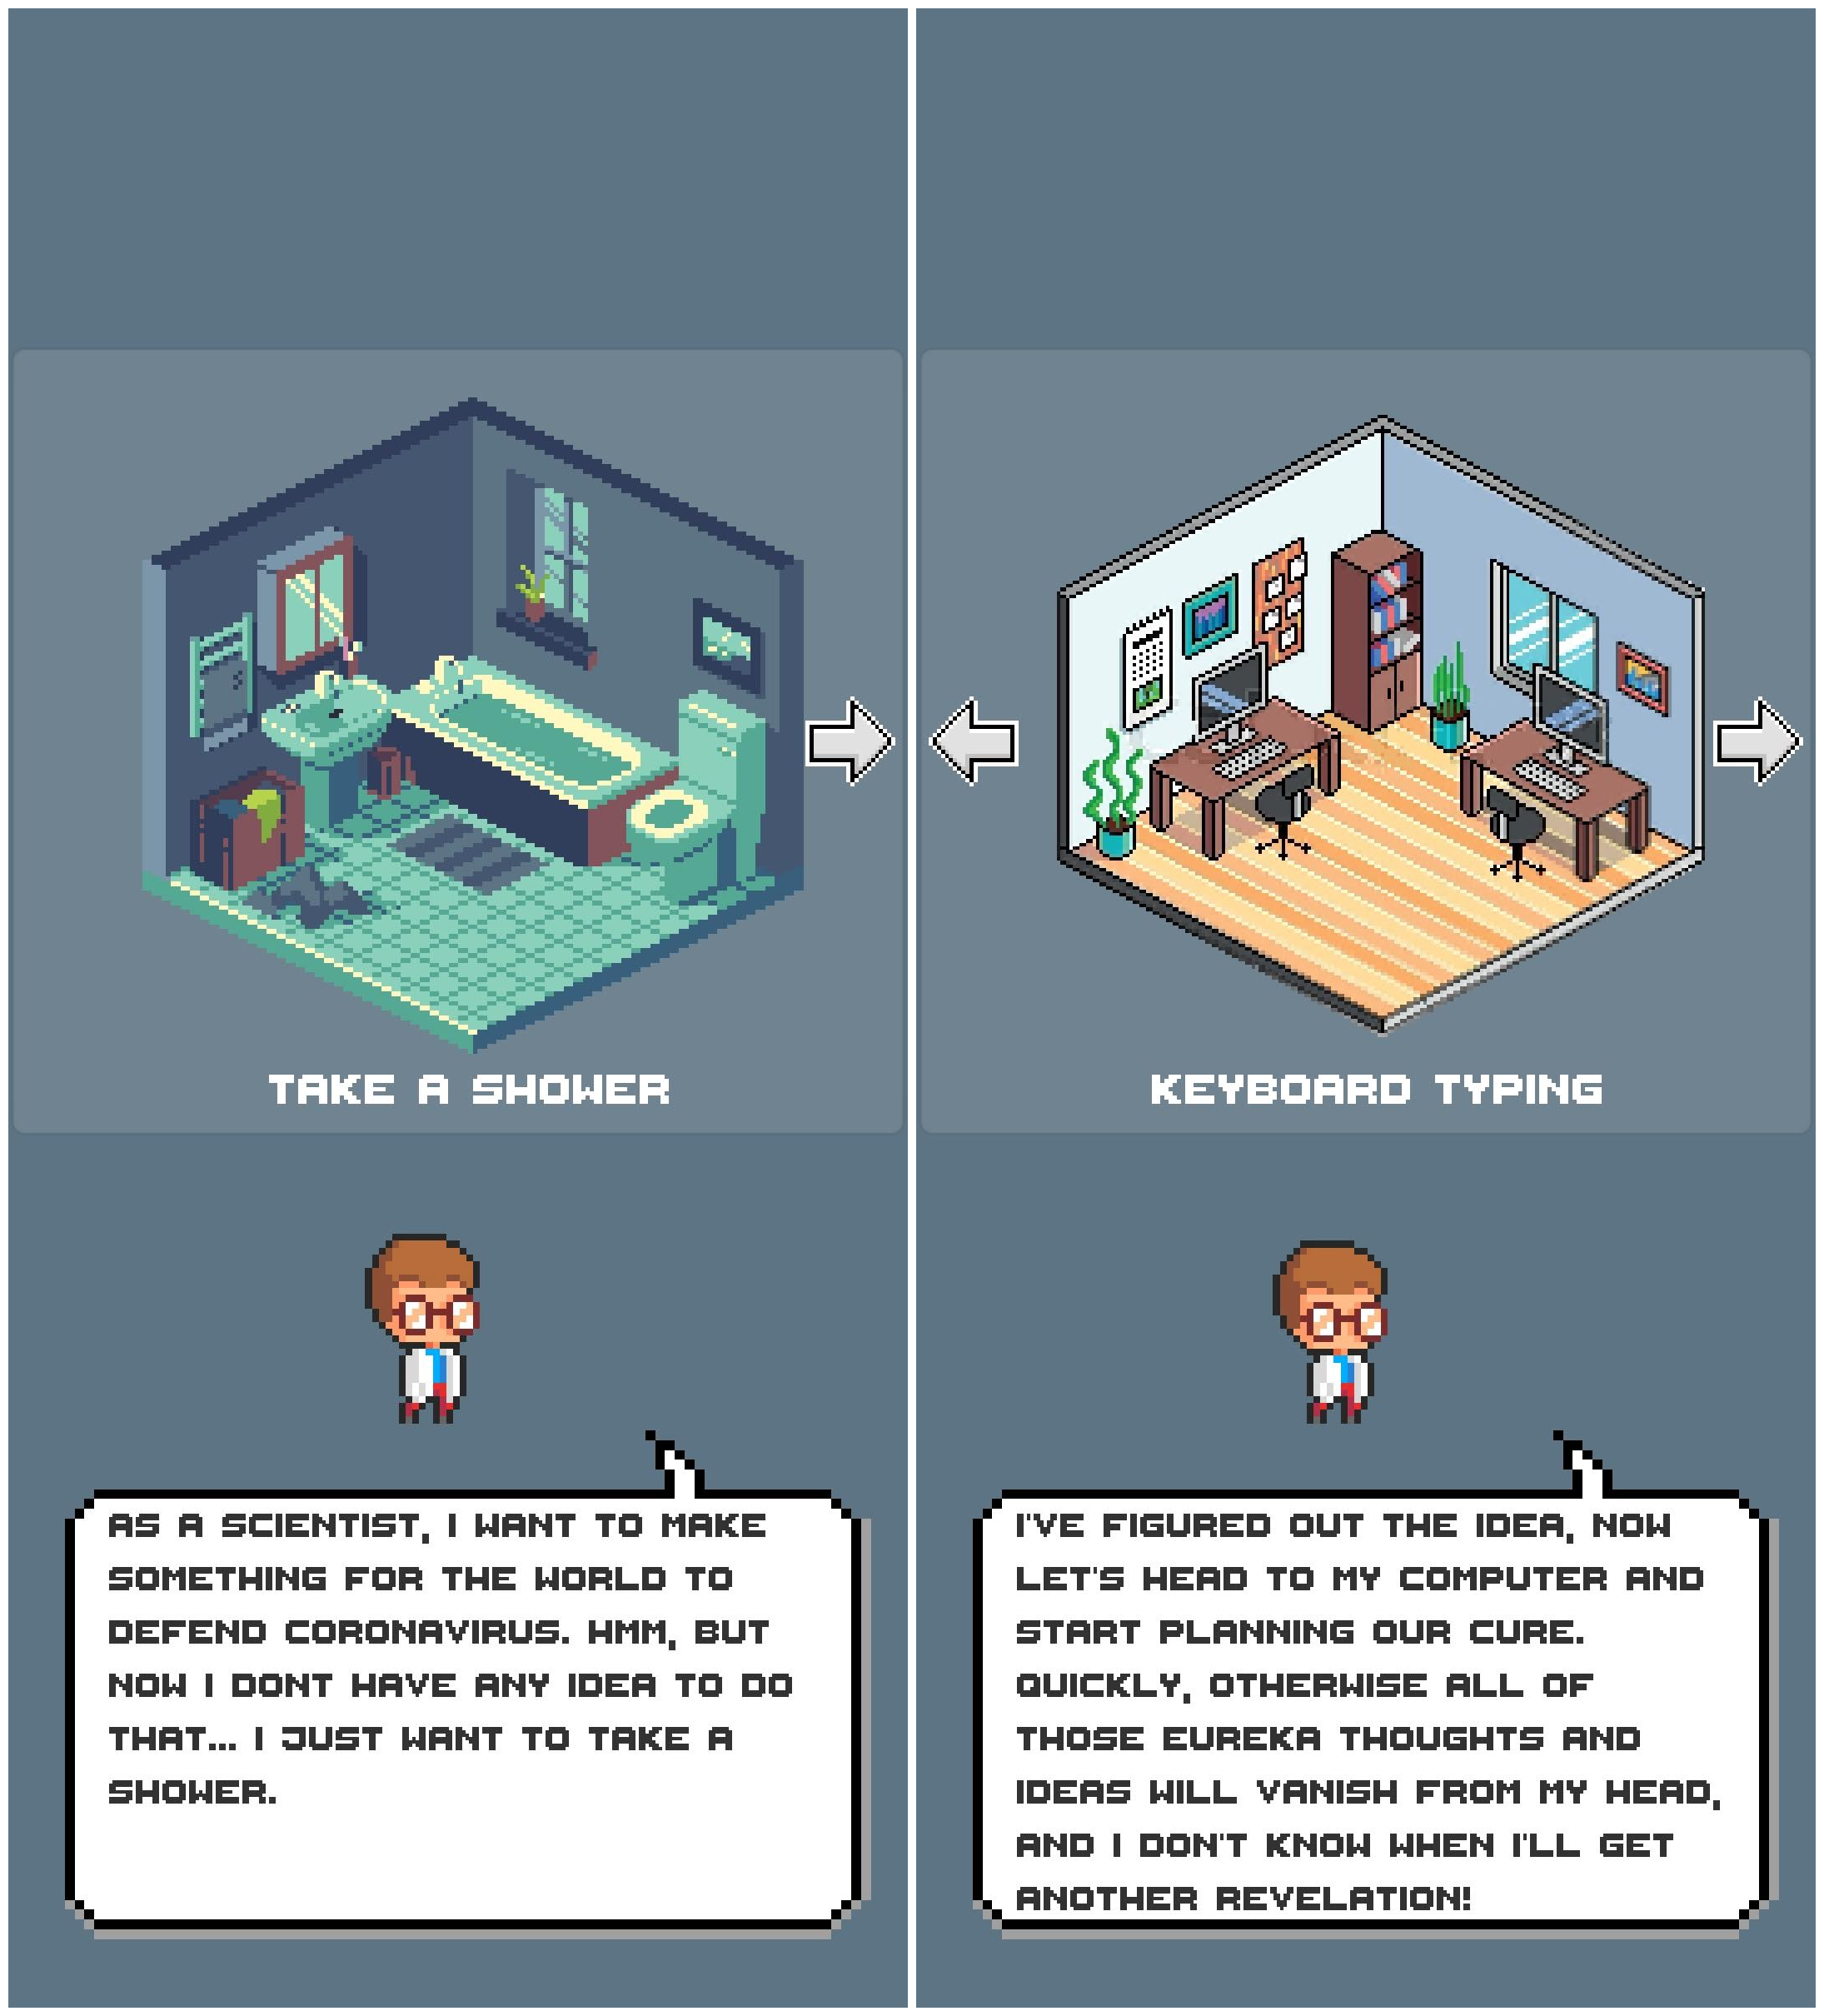 TAKE A SHOWER
AS A SCIENTIST, I WANT TO MAKE
SOMETHING FOR THE WORLD TO
DEFEND CORONAVIRUS. HMM, BUT
NOW I DONT HAVE ANY IDEA TO DO
THAT... I JUST WANT TO TAKE A
SHOWER.
KEYBOARD TYPING
I'VE FIGURED OUT THE IDEA, NOW
LET'S HEAD TO MY COMPUTER AND
START PLANNING OUR CURE.
QUICKLY, OTHERWISE ALL OF
THOSE EUREKA THOUGHTS AND
IDEAS WILL VANISH FROM MY HEAD,
AND I DON'T KNOW WHEN I'LL GET
ANOTHER REVELATION!